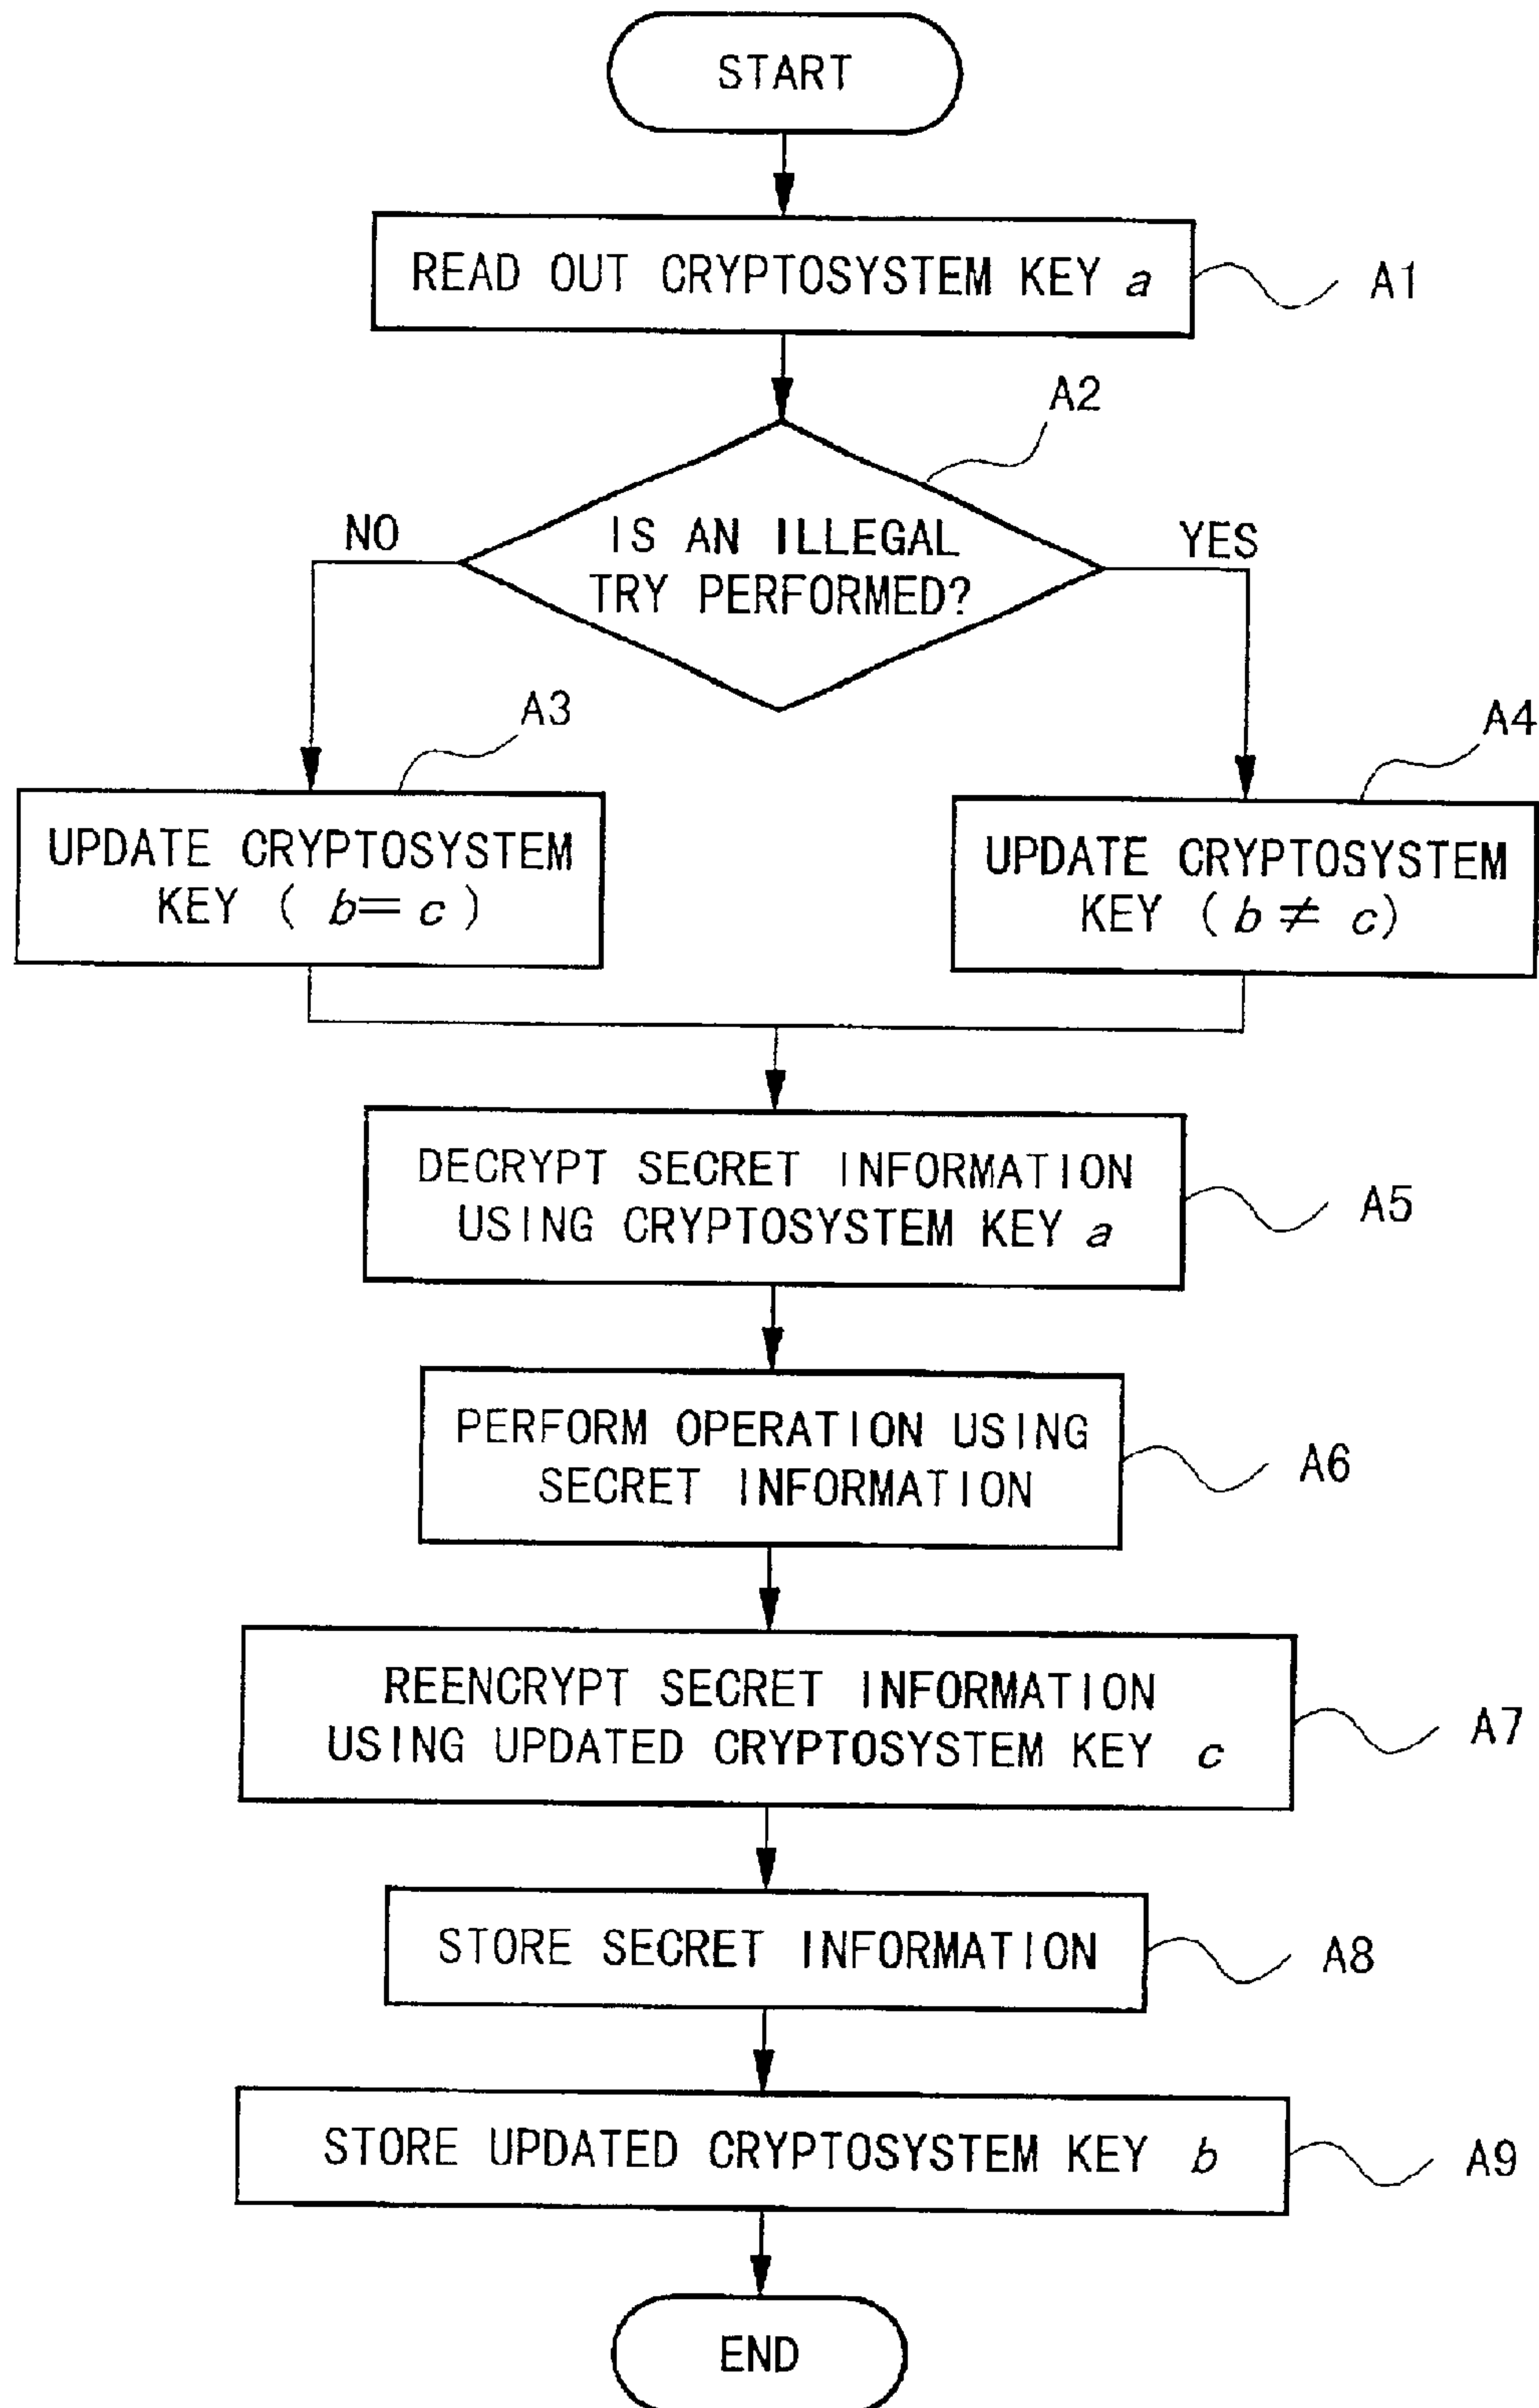 START
READ OUT CRYPTOSYSTEM KEY a
A1
A2
IS AN ILLEGAL
TRY PERFORMED?
NO
YES
A3
UPDATE CRYPTOSYSTEM
KEY ( b= c )
A4
UPDATE CRYPTOSYSTEM
KEY ( b ≠ c)
DECRYPT SECRET INFORMATION
USING CRYPTOSYSTEM KEY a
A5
PERFORM OPERATION USING
SECRET INFORMATION
A6
REENCRYPT SECRET INFORMATION
USING UPDATED CRYPTOSYSTEM KEY c
A7
STORE SECRET INFORMATION
A8
STORE UPDATED CRYPTOSYSTEM KEY b
A9
END